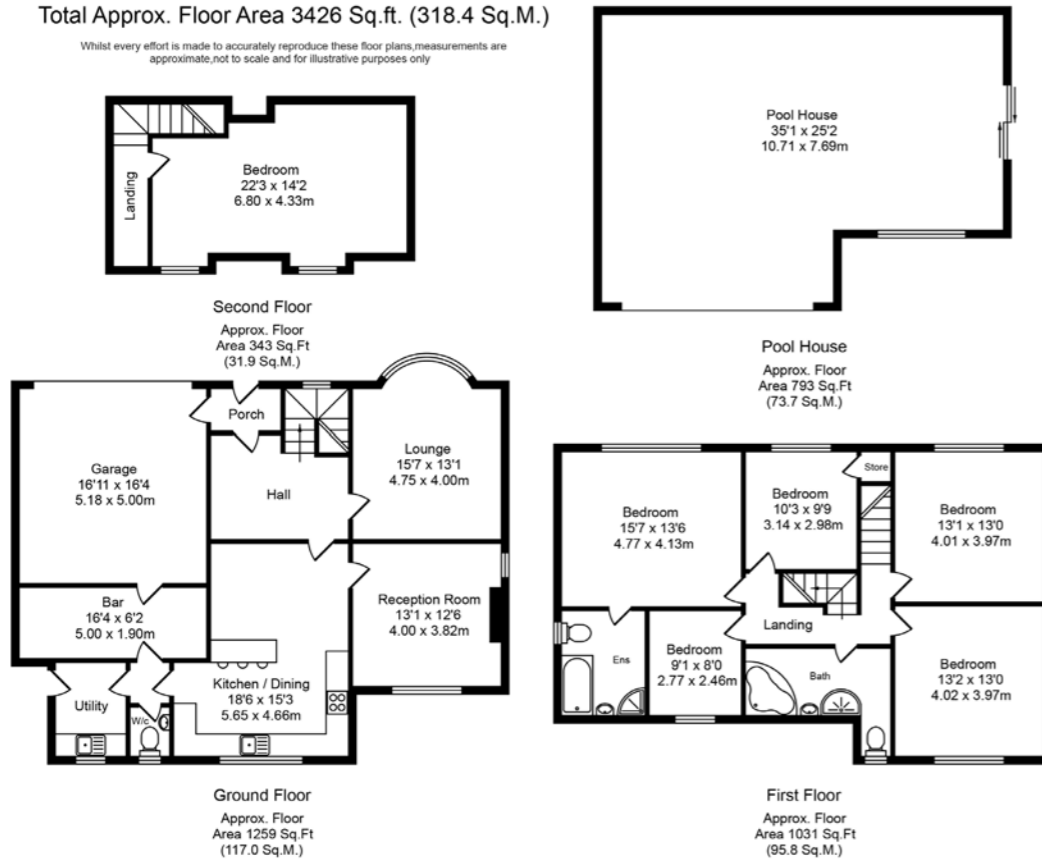 Total Approx. Floor Area 3426 Sq.ft. (318.4 Sq.M.)
Whilst every effort is made to accurately reproduce these floor plans,measurements are
approximate,not to scale and for illustrative purposes only
Landing
Bedroom
22'3 x 14'2
6.80 x 4.33m
Second Floor
Approx. Floor
Area 343 Sq.Ft
(31.9 Sq.M.)
Pool House
35'1 x 25'2
10.71 x 7.69m
Pool House
Approx. Floor
Area 793 Sq.Ft
(73.7 Sq.M.)
Porch
Garage
16'11 x 16'4
5.18 x 5.00m
Hall
Lounge
15'7 x 13'1
4.75 x 4.00m
Bar
16'4 x 6'2
5.00 x 1.90m
Reception Room
13'1 x 12'6
4.00 x 3.82m
Kitchen / Dining
18'6 x 15'3
5.65 x 4.66m
Utility
W/c
Ground Floor
Approx. Floor
Area 1259 Sq.Ft
(117.0 Sq.M.)
Bedroom
15'7 x 13'6
4.77 x 4.13m
Bedroom
10'3 x 9'9
3.14 x 2.98m
Store
Bedroom
13'1 x 13'0
4.01 x 3.97m
Landing
Ens
Bedroom
9'1 x 8'0
2.77 x 2.46m
Bath
Bedroom
13'2 x 13'0
4.02 x 3.97m
First Floor
Approx. Floor
Area 1031 Sq.Ft
(95.8 Sq.M.)